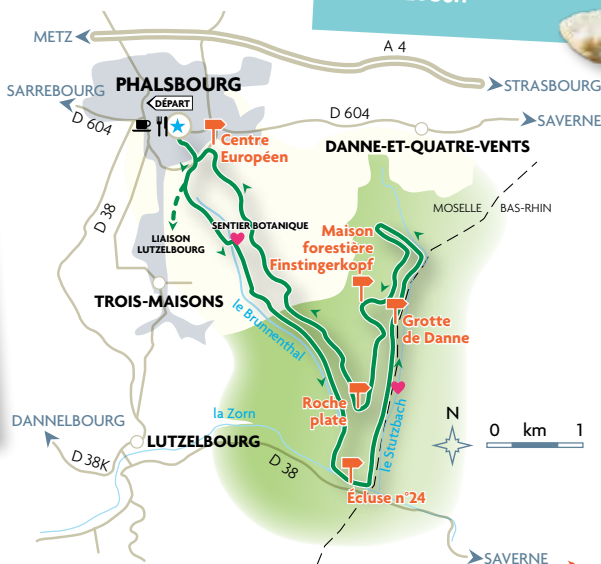 METZ
A 4
SARREBOURG
PHALSBOURG
STRASBOURG
DÉPART
D 604
D 604
SAVERNE
Centre
Européen
DANNE-ET-QUATRE-VENTS
MOSELLE
BAS-RHIN
D 38
SENTIER BOTANIQUE
LIAISON
LUTZELBOURG
Maison
forestière
Finstingerkopf
TROIS-MAISONS
le Brunnenthal
Grotte
de Danne
Roche
plate
le Stutzbach
DANNELBOURG
la Zorn
LUTZELBOURG
N
0 km 1
D 38K
D 38
Écluse n°24
SAVERNE